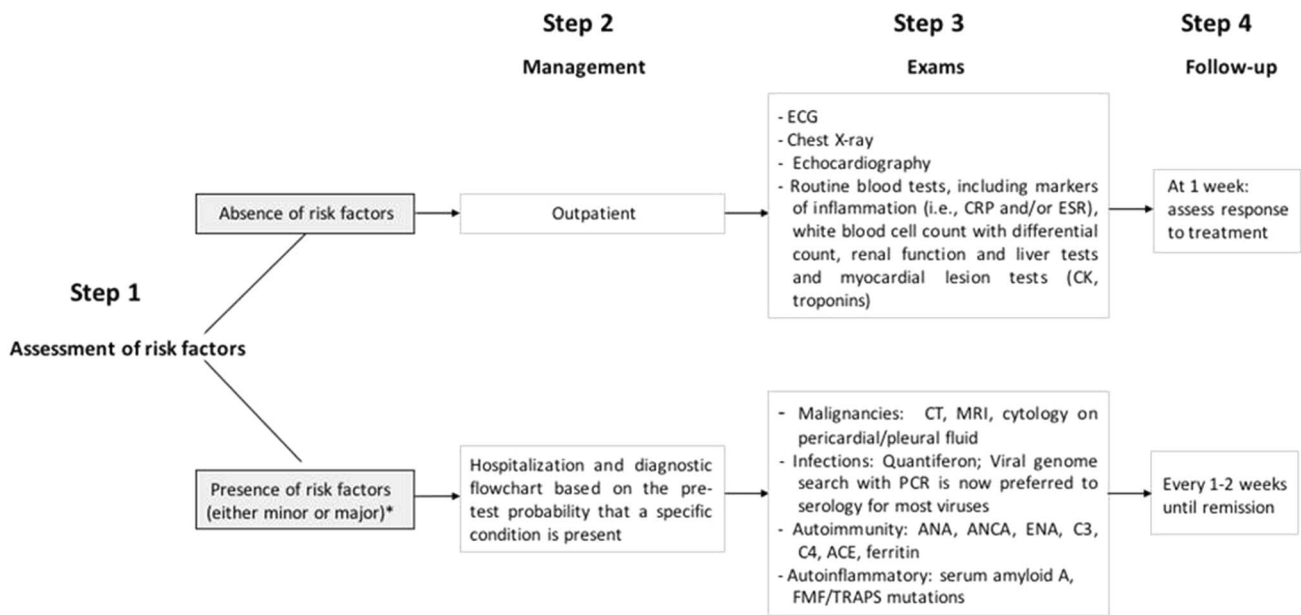 Step 2
Step 3
Step 4
Management
Exams
Follow-up
- ECG
- Chest X-ray
- Echocardiography
- Routine blood tests, including markers
of inflammation (i.e., CRP and/or ESR),
white blood cell count with differential
count, renal function and liver tests
and myocardial lesion tests (CK,
troponins)
Absence of risk factors
Outpatient
At 1 week:
assess response
to treatment
Step 1
Assessment of risk factors
Presence of risk factors
(either minor or major)*
Hospitalization and diagnostic
flowchart based on the pre-
test probability that a specific
condition is present
- Malignancies: CT, MRI, cytology on
pericardial/pleural fluid
- Infections: Quantiferon; Viral genome
search with PCR is now preferred to
serology for most viruses
- Autoimmunity: ANA, ANCA, ENA, C3,
C4, ACE, ferritin
- Autoinflammatory: serum amyloid A,
FMF/TRAPS mutations
Every 1-2 weeks
until remission